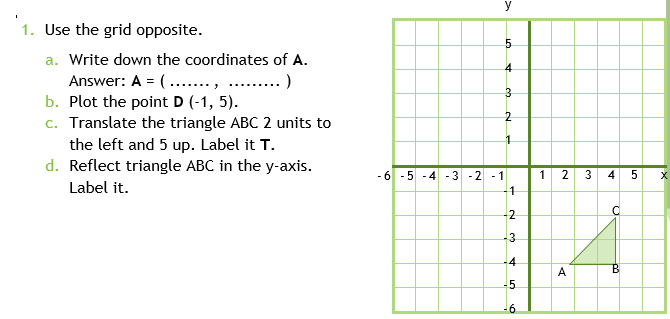 1. Use the grid opposite.
a. Write down the coordinates of A.
Answer: A = ( ……. , ……… )
b. Plot the point D (-1, 5).
c. Translate the triangle ABC 2 units to
the left and 5 up. Label it T.
d. Reflect triangle ABC in the y-axis.
Label it.
y
5
4
3
2
1
-6 -5 -4 -3 -2 -1 1 2 3 4 5 x
-1
-2
C
-3
-4
A B
-5
-6